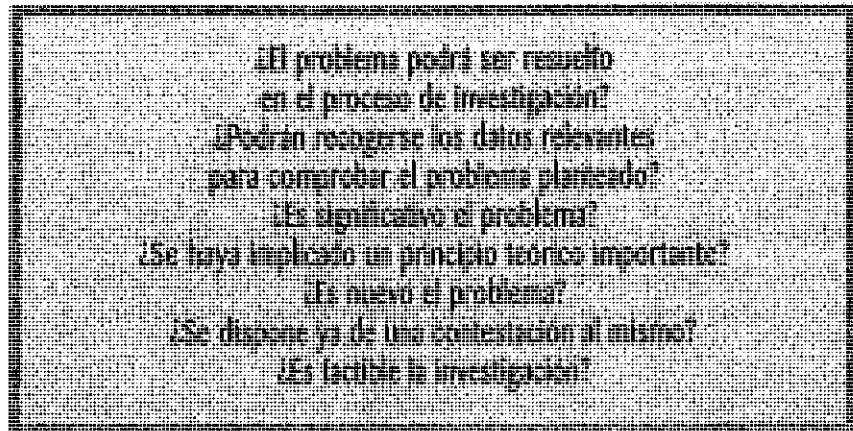 ¿El problema podrá ser resuelto
en el proceso de investigación?
¿Podrán recogerse los datos relevantes
para comprobar el problema planteado?
¿Es significativo el problema?
¿Se haya implicado un principio teórico importante?
¿Es nuevo el problema?
¿Se dispone ya de una contestación al mismo?
¿Es factible la investigación?